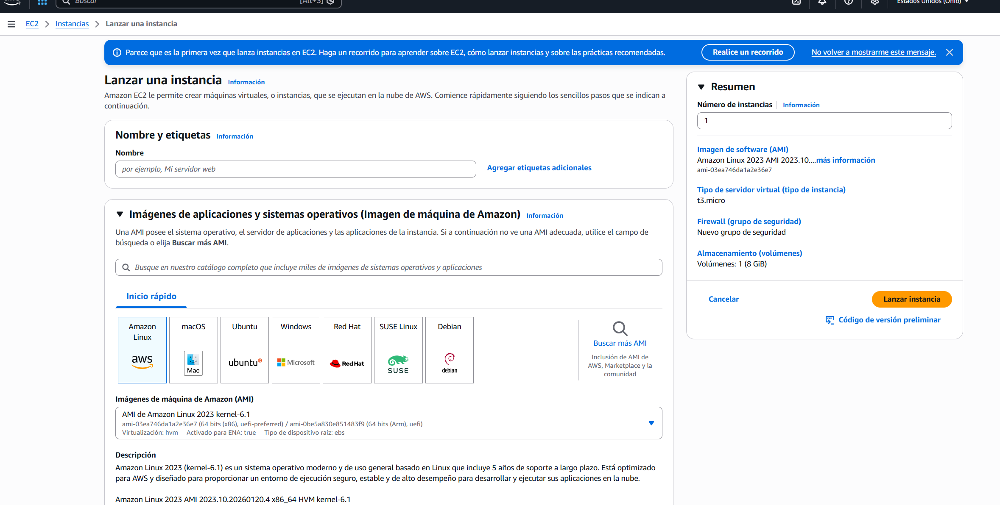 Buscar
[Alt+S]
Estados Unidos (Ohio)
EC2
Instancias
Lanzar una instancia
Parece que es la primera vez que lanza instancias en EC2. Haga un recorrido para aprender sobre EC2, cómo lanzar instancias y sobre las prácticas recomendadas.
Realice un recorrido
No volver a mostrarme este mensaje.
Lanzar una instancia Información
Amazon EC2 le permite crear máquinas virtuales, o instancias, que se ejecutan en la nube de AWS. Comience rápidamente siguiendo los sencillos pasos que se indican a
continuación.
Nombre y etiquetas Información
Nombre
por ejemplo, Mi servidor web
Agregar etiquetas adicionales
Imágenes de aplicaciones y sistemas operativos (Imagen de máquina de Amazon) Información
Una AMI posee el sistema operativo, el servidor de aplicaciones y las aplicaciones de la instancia. Si a continuación no ve una AMI adecuada, utilice el campo de
búsqueda o elija Buscar más AMI.
Busque en nuestro catálogo completo que incluye miles de imágenes de sistemas operativos y aplicaciones
Inicio rápido
Amazon
Linux
aws
macOS
Mac
Ubuntu
ubuntu
Windows
Microsoft
Red Hat
Red Hat
SUSE Linux
SUSE
Debian
debian
Buscar más AMI
Inclusión de AMI de
AWS, Marketplace y la
comunidad
Imágenes de máquina de Amazon (AMI)
AMI de Amazon Linux 2023 kernel-6.1
ami-03ea746da1a2e36e7 (64 bits (x86), uefi-preferred) / ami-0be5a830e851483f9 (64 bits (Arm), uefi)
Virtualización: hvm Activado para ENA: true Tipo de dispositivo raíz: ebs
Descripción
Amazon Linux 2023 (kernel-6.1) es un sistema operativo moderno y de uso general basado en Linux que incluye 5 años de soporte a largo plazo. Está optimizado
para AWS y diseñado para proporcionar un entorno de ejecución seguro, estable y de alto desempeño para desarrollar y ejecutar sus aplicaciones en la nube.
Amazon Linux 2023 AMI 2023.10.20260120.4 x86_64 HVM kernel-6.1
Resumen
Número de instancias Información
1
Imagen de software (AMI)
Amazon Linux 2023 AMI 2023.10....más información
ami-03ea746da1a2e36e7
Tipo de servidor virtual (tipo de instancia)
t3.micro
Firewall (grupo de seguridad)
Nuevo grupo de seguridad
Almacenamiento (volúmenes)
Volúmenes: 1 (8 GiB)
Cancelar
Lanzar instancia
Código de versión preliminar